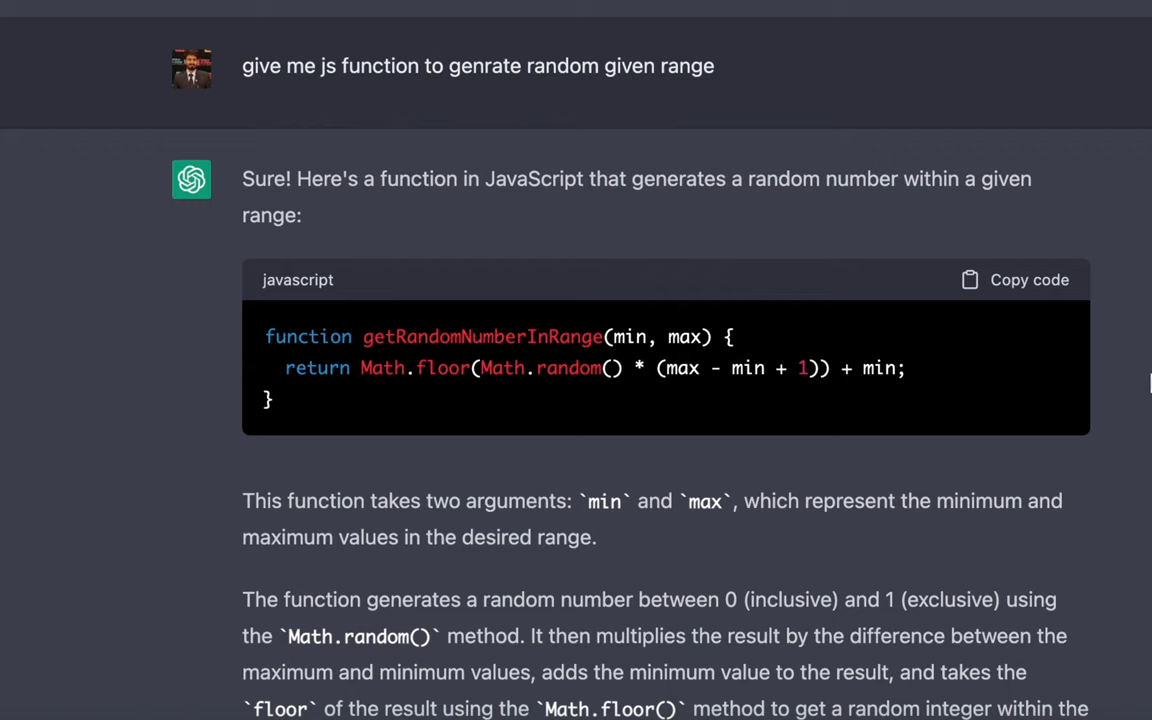 give me js function to genrate random given range
Sure! Here's a function in JavaScript that generates a random number within a given
range:
javascript
Copy code
function getRandomNumberInRange(min, max) {
  return Math.floor(Math.random() * (max - min + 1)) + min;
}
This function takes two arguments: `min` and `max`, which represent the minimum and
maximum values in the desired range.
The function generates a random number between 0 (inclusive) and 1 (exclusive) using
the `Math.random()` method. It then multiplies the result by the difference between the
maximum and minimum values, adds the minimum value to the result, and takes the
`floor` of the result using the `Math.floor()` method to get a random integer within the